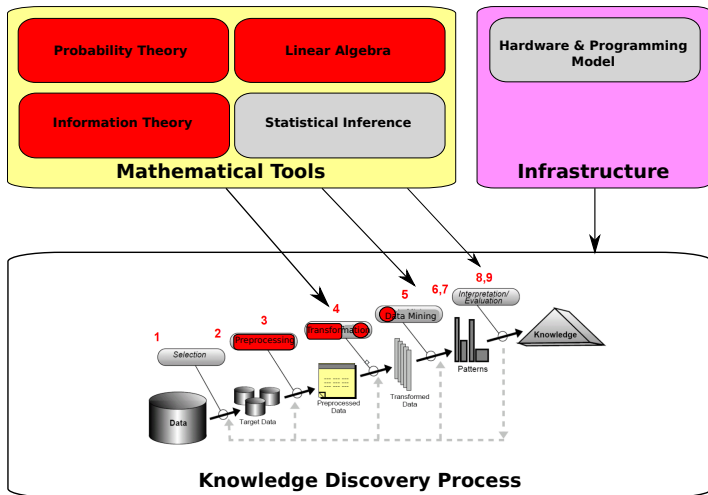 Probability Theory
Linear Algebra
Information Theory
Statistical Inference
Mathematical Tools
Hardware & Programming
Model
Infrastructure
1
Selection
2
3
Preprocessing
4
Transformation
5
Data Mining
6,7
8,9
Interpretation/
Evaluation
Data
Target Data
Preprocessed
Data
Transformed
Data
Patterns
Knowledge
Knowledge Discovery Process